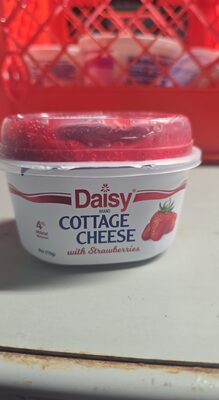 Daisy
BRAND
4%
COTTAGE
CHEESE
with Strawberries